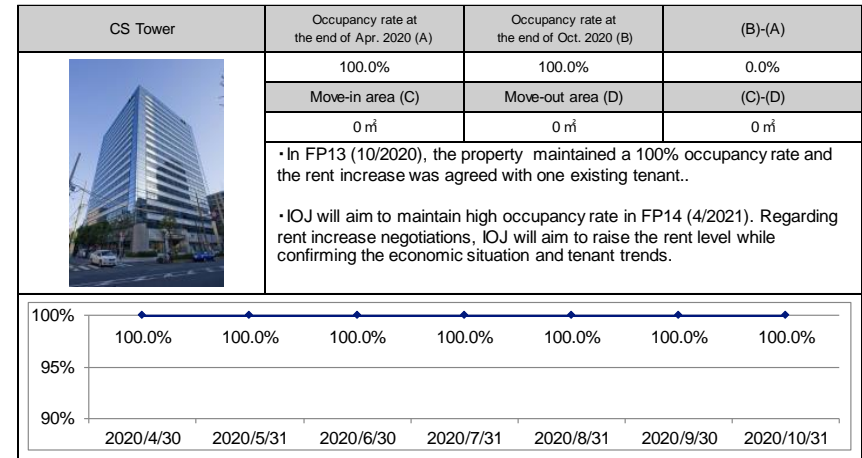 CS Tower
Occupancy rate at
the end of Apr. 2020 (A)
Occupancy rate at
the end of Oct. 2020 (B)
(B)-(A)
100.0%
100.0%
0.0%
Move-in area (C)
Move-out area (D)
(C)-(D)
0 ㎡
0 ㎡
0 ㎡
・In FP13 (10/2020), the property maintained a 100% occupancy rate and
the rent increase was agreed with one existing tenant..
・IOJ will aim to maintain high occupancy rate in FP14 (4/2021). Regarding
rent increase negotiations, IOJ will aim to raise the rent level while
confirming the economic situation and tenant trends.
100%
95%
90%
100.0% 100.0% 100.0% 100.0% 100.0% 100.0% 100.0%
2020/4/30 2020/5/31 2020/6/30 2020/7/31 2020/8/31 2020/9/30 2020/10/31